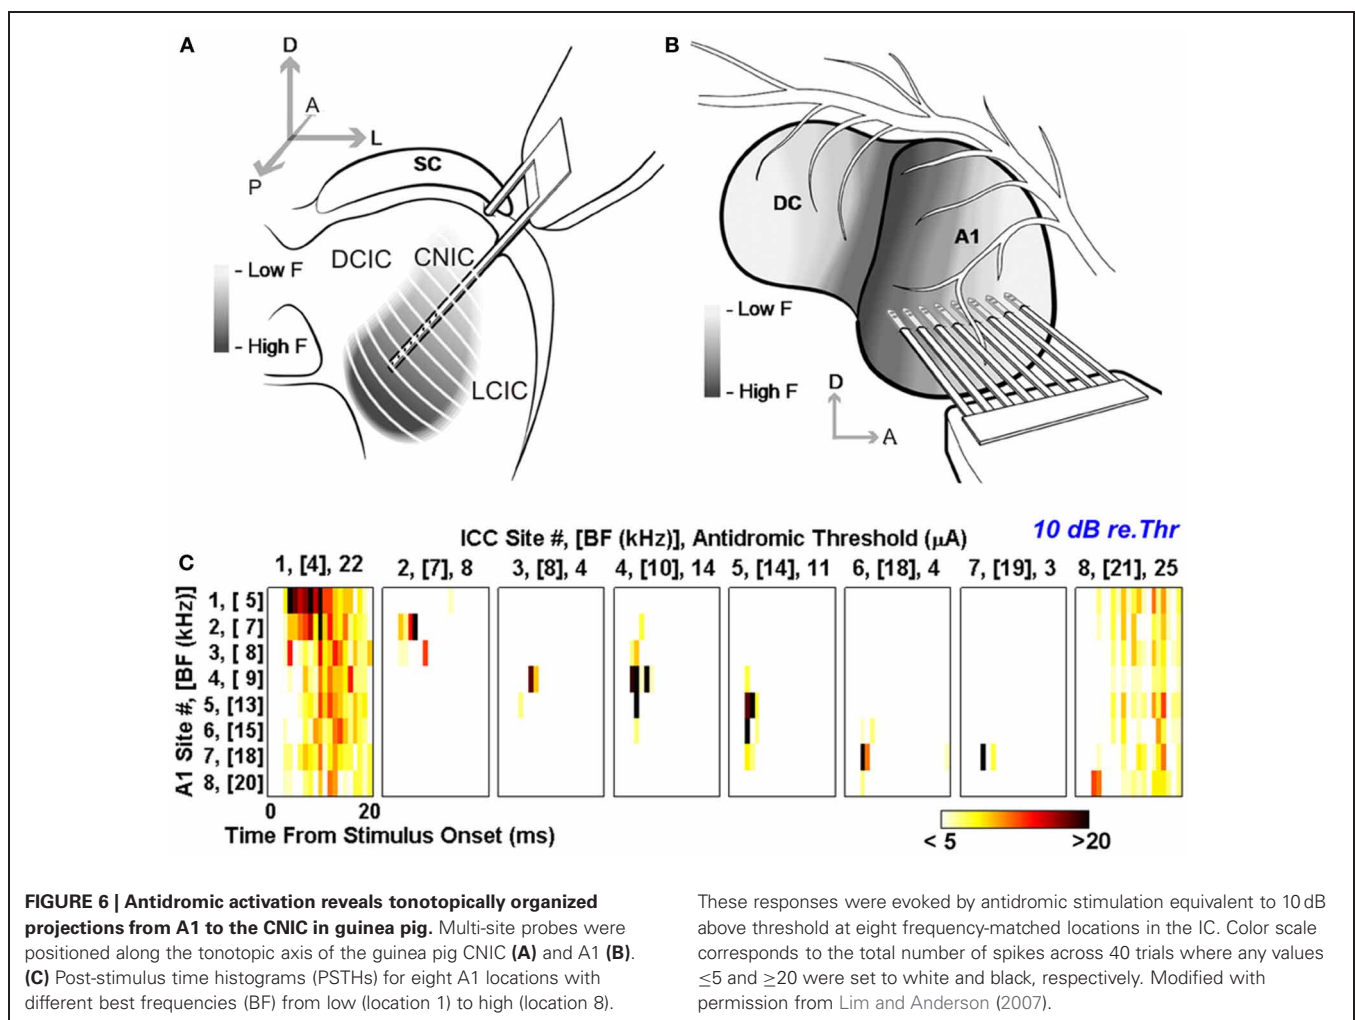 A
B
D
A
L
P
SC
DCIC
CNIC
LCIC
- Low F
- High F
DC
A1
- Low F
- High F
D
A
10 dB re.Thr
ICC Site #, [BF (kHz)], Antidromic Threshold (µA)
C
1, [4], 22
2, [7], 8
3, [8], 4
4, [10], 14
5, [14], 11
6, [18], 4
7, [19], 3
8, [21], 25
A1 Site #, [BF (kHz)]
1, [ 5]
2, [ 7]
3, [ 8]
4, [ 9]
5, [13]
6, [15]
7, [18]
8, [20]
0
20
Time From Stimulus Onset (ms)
< 5
>20
FIGURE 6 | Antidromic activation reveals tonotopically organized
projections from A1 to the CNIC in guinea pig. Multi-site probes were
positioned along the tonotopic axis of the guinea pig CNIC (A) and A1 (B).
(C) Post-stimulus time histograms (PSTHs) for eight A1 locations with
different best frequencies (BF) from low (location 1) to high (location 8).
These responses were evoked by antidromic stimulation equivalent to 10 dB
above threshold at eight frequency-matched locations in the IC. Color scale
corresponds to the total number of spikes across 40 trials where any values
≤5 and ≥20 were set to white and black, respectively. Modified with
permission from Lim and Anderson (2007).